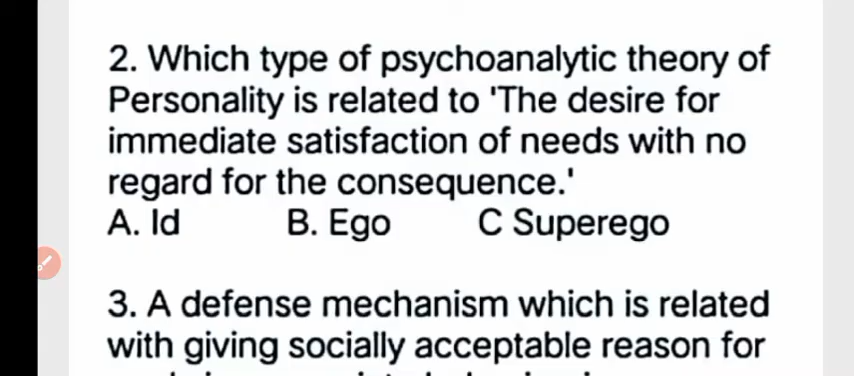 2. Which type of psychoanalytic theory of
Personality is related to 'The desire for
immediate satisfaction of needs with no
regard for the consequence.'
A. Id B. Ego C Superego
3. A defense mechanism which is related
with giving socially acceptable reason for